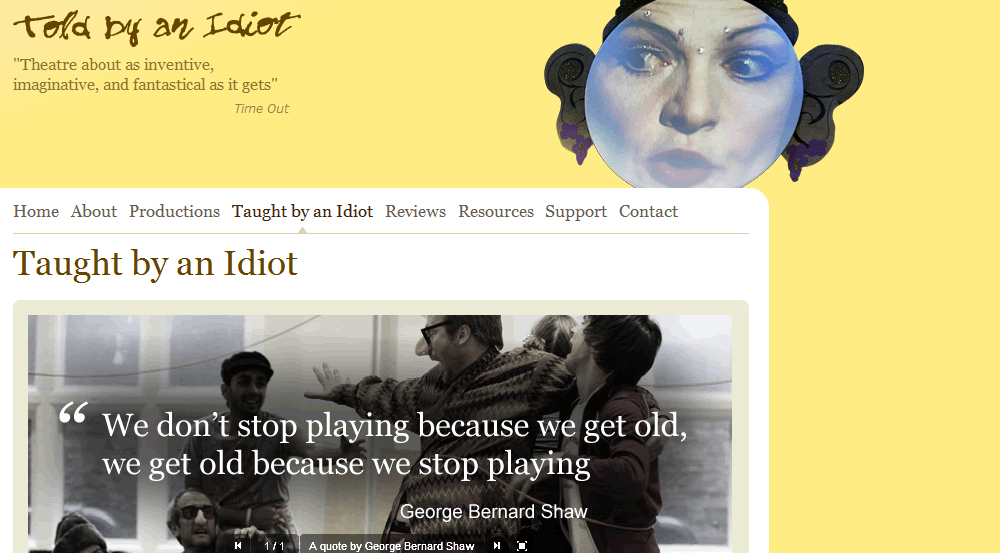 Told by an Idiot
"Theatre about as inventive,
imaginative, and fantastical as it gets"
Time Out
Home About Productions Taught by an Idiot Reviews Resources Support Contact
Taught by an Idiot
“ We don’t stop playing because we get old,
we get old because we stop playing
George Bernard Shaw
1 / 1 A quote by George Bernard Shaw